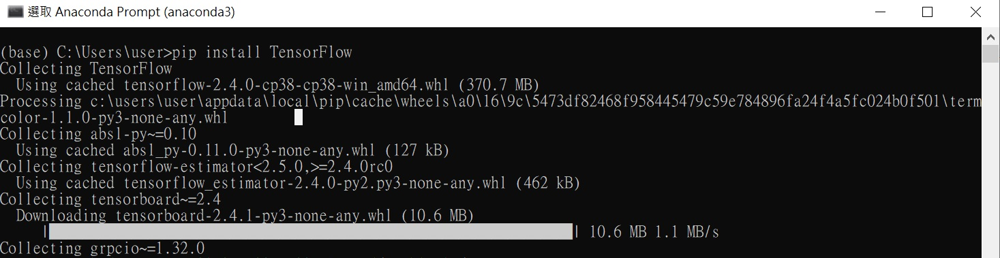 選取 Anaconda Prompt (anaconda3)
(base) C:\Users\user>pip install TensorFlow
Collecting TensorFlow
  Using cached tensorflow-2.4.0-cp38-cp38-win_amd64.whl (370.7 MB)
Processing c:\users\user\appdata\local\pip\cache\wheels\a0\16\9c\5473df82468f958445479c59e784896fa24f4a5fc024b0f501\term
color-1.1.0-py3-none-any.whl
Collecting absl-py~=0.10
  Using cached absl_py-0.11.0-py3-none-any.whl (127 kB)
Collecting tensorflow-estimator<2.5.0,>=2.4.0rc0
  Using cached tensorflow_estimator-2.4.0-py2.py3-none-any.whl (462 kB)
Collecting tensorboard~=2.4
  Downloading tensorboard-2.4.1-py3-none-any.whl (10.6 MB)
     |████████████████████████████████| 10.6 MB 1.1 MB/s
Collecting grpcio~=1.32.0